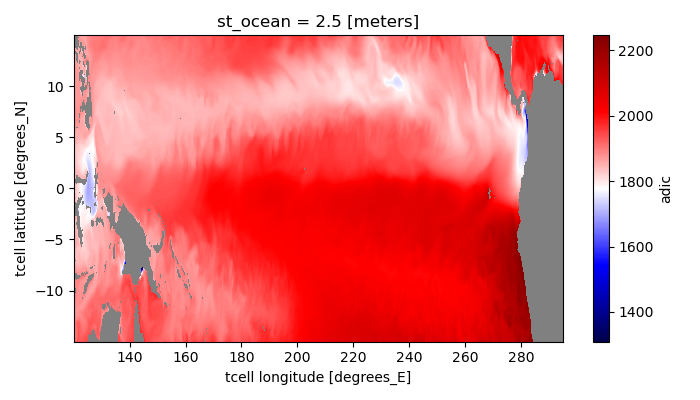 st_ocean = 2.5 [meters]
tcell latitude [degrees_N]
10
5
0
−5
−10
140 160 180 200 220 240 260 280
tcell longitude [degrees_E]
2200
2000
1800
1600
1400
adic